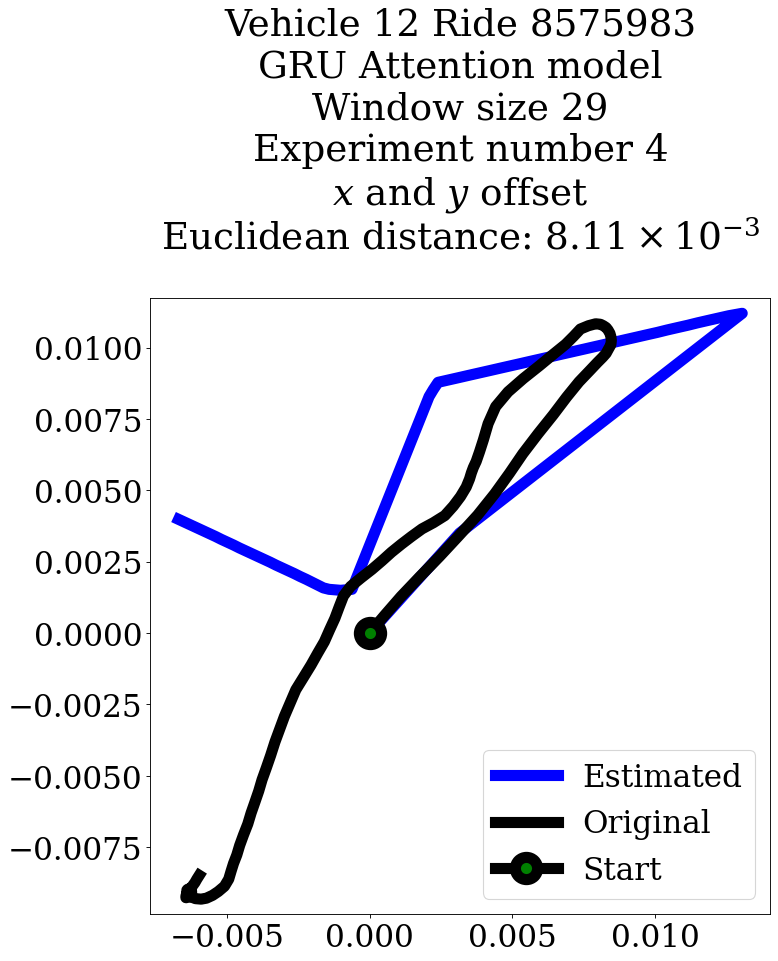 Vehicle 12 Ride 8575983
GRU Attention model
Window size 29
Experiment number 4
x and y offset
Euclidean distance: 8.11 × 10⁻³
0.0100
0.0075
0.0050
0.0025
0.0000
−0.0025
−0.0050
−0.0075
Estimated
Original
Start
−0.005 0.000 0.005 0.010